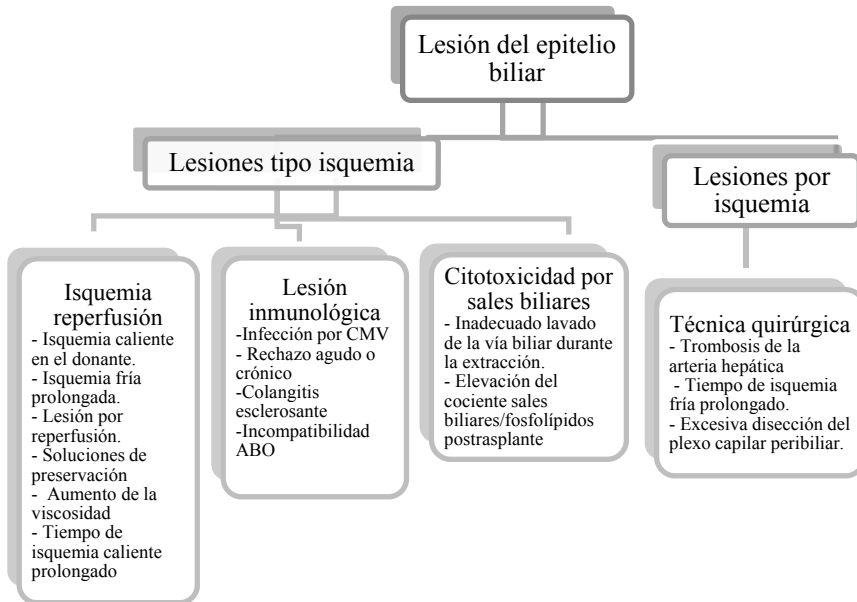 Lesión del epitelio
biliar
Lesiones tipo isquemia
Lesiones por
isquemia
Isquemia
reperfusión
- Isquemia caliente
en el donante.
- Isquemia fría
prolongada.
- Lesión por
reperfusión.
- Soluciones de
preservación
- Aumento de la
viscosidad
- Tiempo de
isquemia caliente
prolongado
Lesión
inmunológica
-Infección por CMV
- Rechazo agudo o
crónico
-Colangitis
esclerosante
-Incompatibilidad
ABO
Citotoxicidad por
sales biliares
- Inadecuado lavado
de la vía biliar durante
la extracción.
- Elevación del
cociente sales
biliares/fosfolípidos
postrasplante
Técnica quirúrgica
- Trombosis de la
arteria hepática
- Tiempo de isquemia
fría prolongado.
- Excesiva disección del
plexo capilar peribiliar.